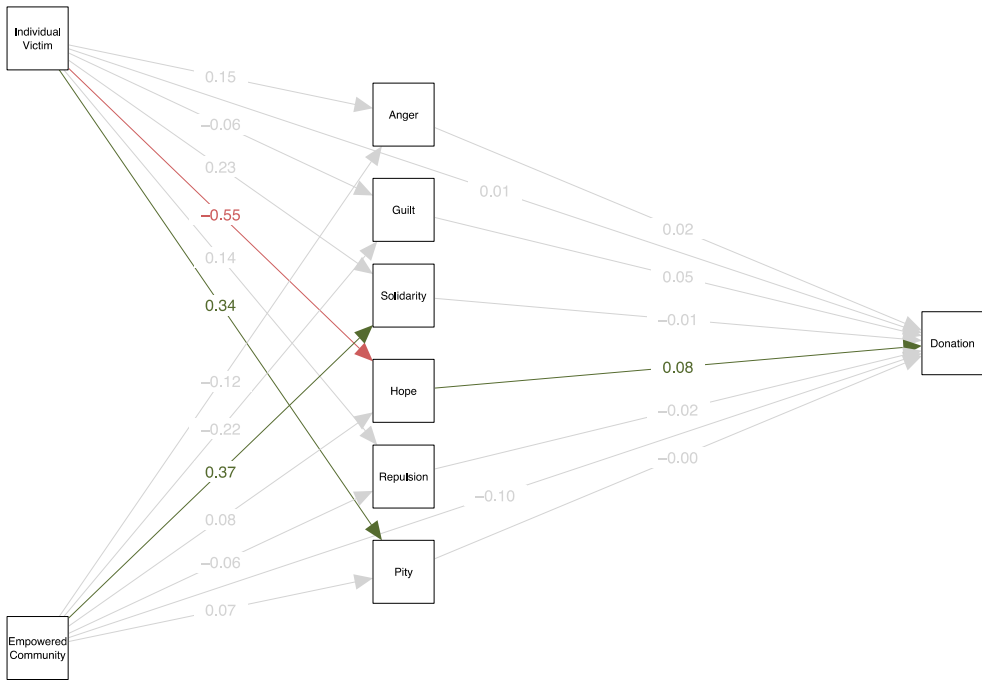 Individual
Victim
0.15
Anger
−0.06
0.23
0.01
Guilt
−0.55
0.02
0.14
0.05
Solidarity
0.34
−0.01
Donation
−0.12
Hope
0.08
−0.22
−0.02
0.37
Repulsion
−0.00
−0.10
0.08
−0.06
Pity
0.07
Empowered
Community